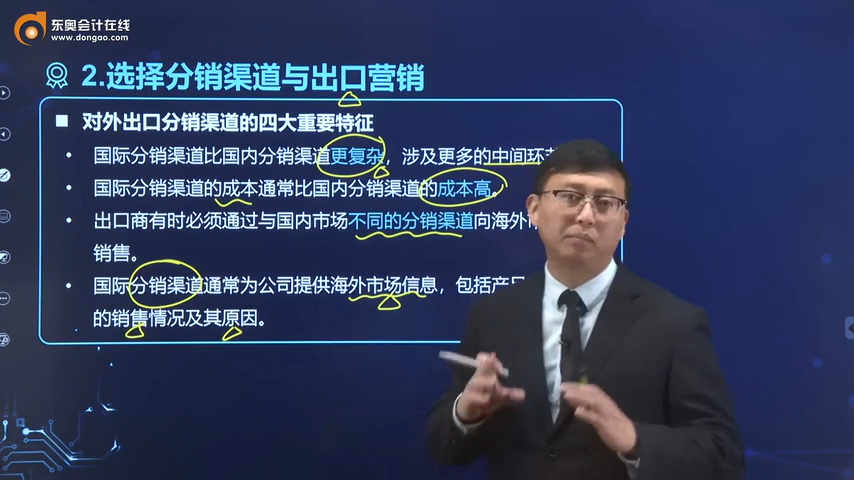 东奥会计在线
www.dongao.com
2.选择分销渠道与出口营销
■ 对外出口分销渠道的四大重要特征
• 国际分销渠道比国内分销渠道更复杂，涉及更多的中间环
• 国际分销渠道的成本通常比国内分销渠道的成本高。
• 出口商有时必须通过与国内市场不同的分销渠道向海外
销售。
• 国际分销渠道通常为公司提供海外市场信息，包括产品
的销售情况及其原因。